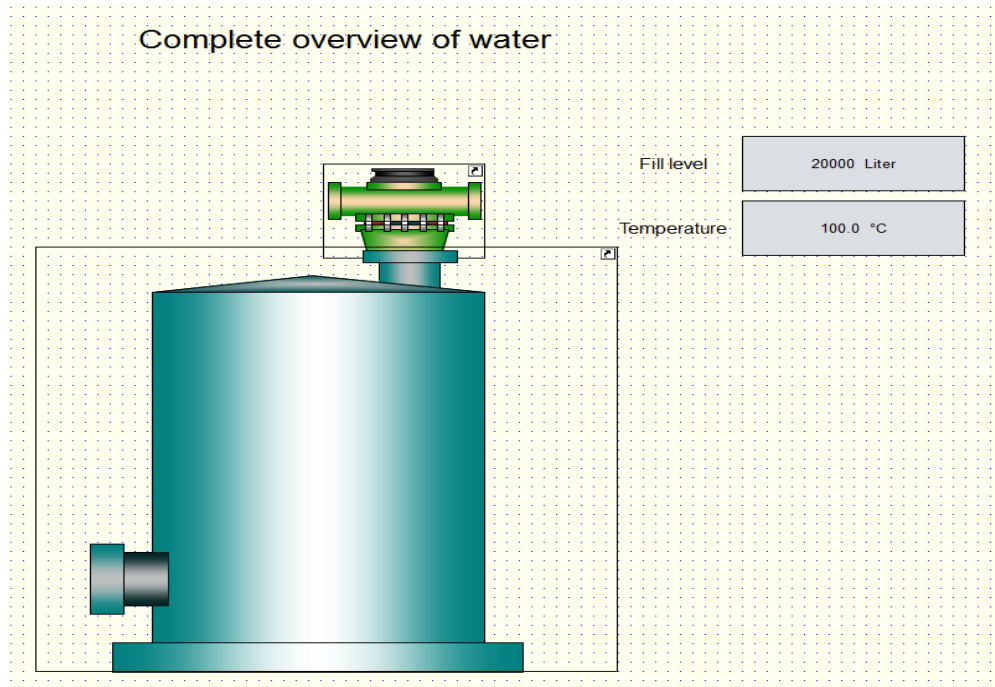 Complete overview of water
Fill level
20000 Liter
Temperature
100.0 °C